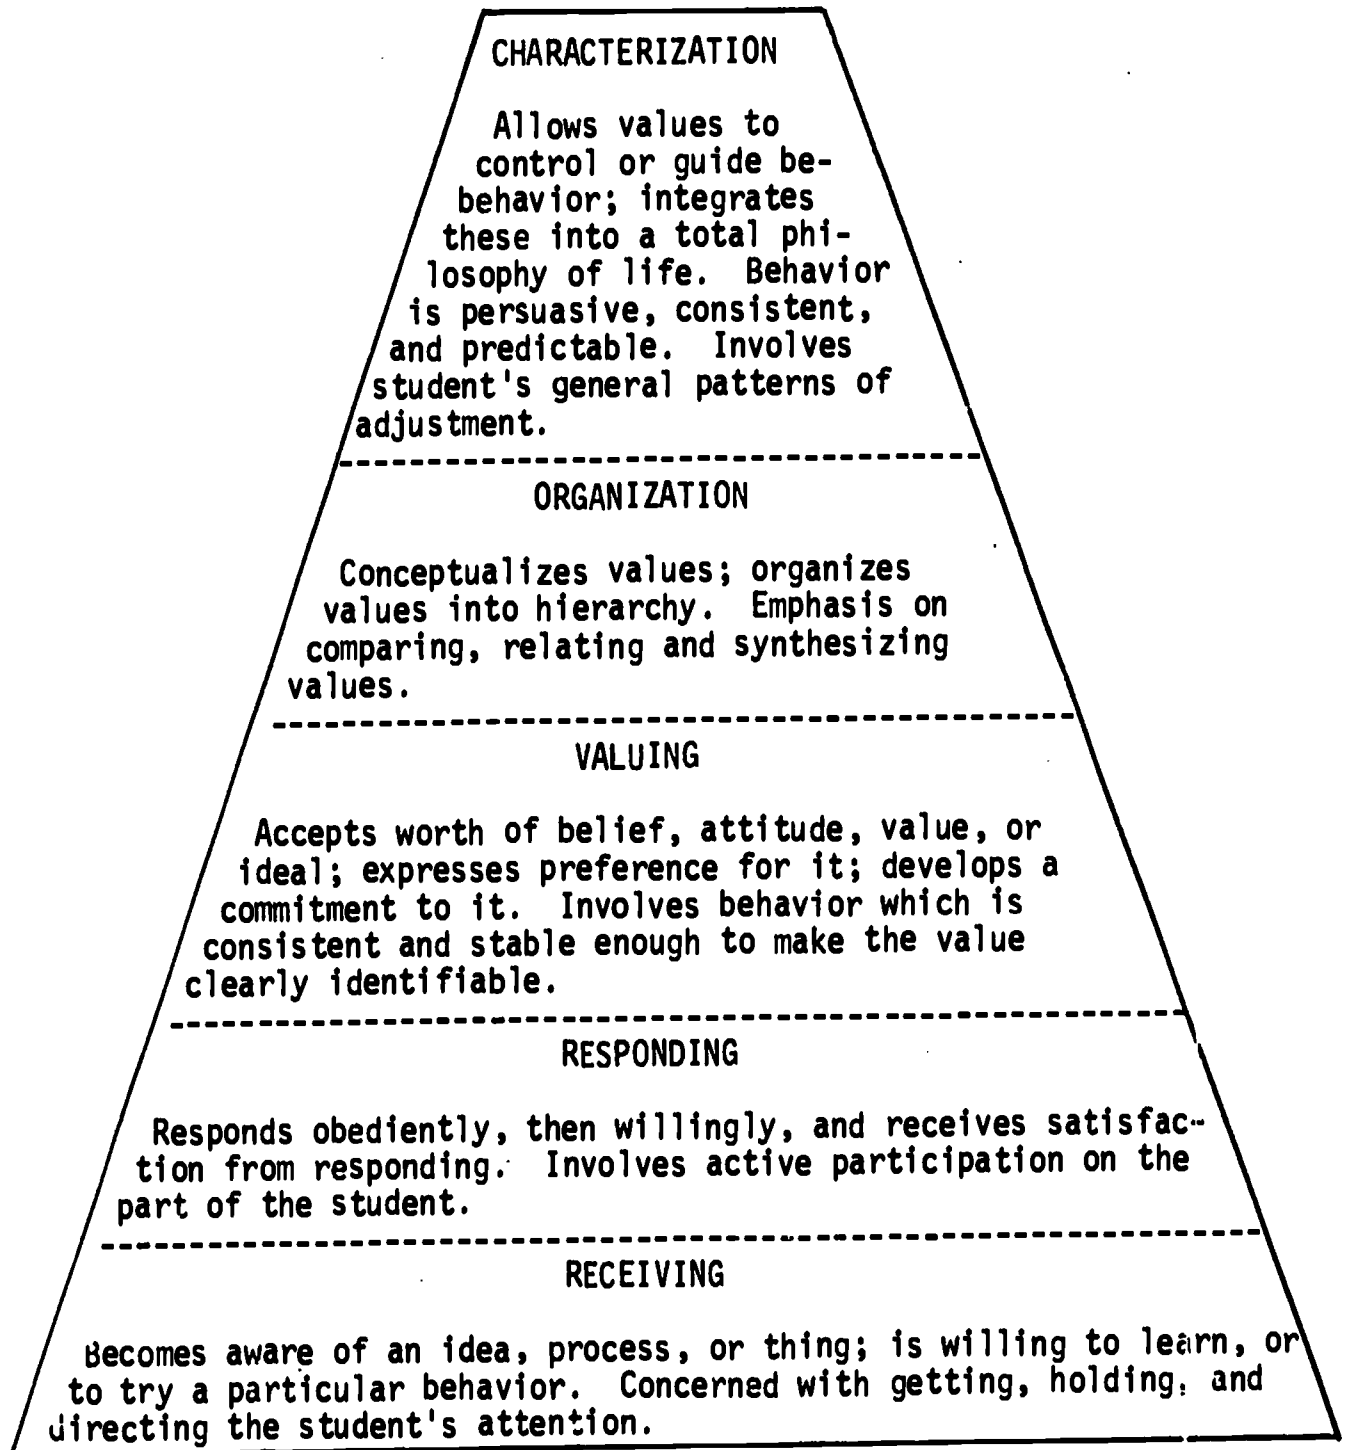 CHARACTERIZATION
Allows values to
control or guide be-
behavior; integrates
these into a total phi-
losophy of life. Behavior
is persuasive, consistent,
and predictable. Involves
student's general patterns of
adjustment.
ORGANIZATION
Conceptualizes values; organizes
values into hierarchy. Emphasis on
comparing, relating and synthesizing
values.
VALUING
Accepts worth of belief, attitude, value, or
ideal; expresses preference for it; develops a
commitment to it. Involves behavior which is
consistent and stable enough to make the value
clearly identifiable.
RESPONDING
Responds obediently, then willingly, and receives satisfac-
tion from responding. Involves active participation on the
part of the student.
RECEIVING
Becomes aware of an idea, process, or thing; is willing to learn, or
to try a particular behavior. Concerned with getting, holding, and
directing the student's attention.